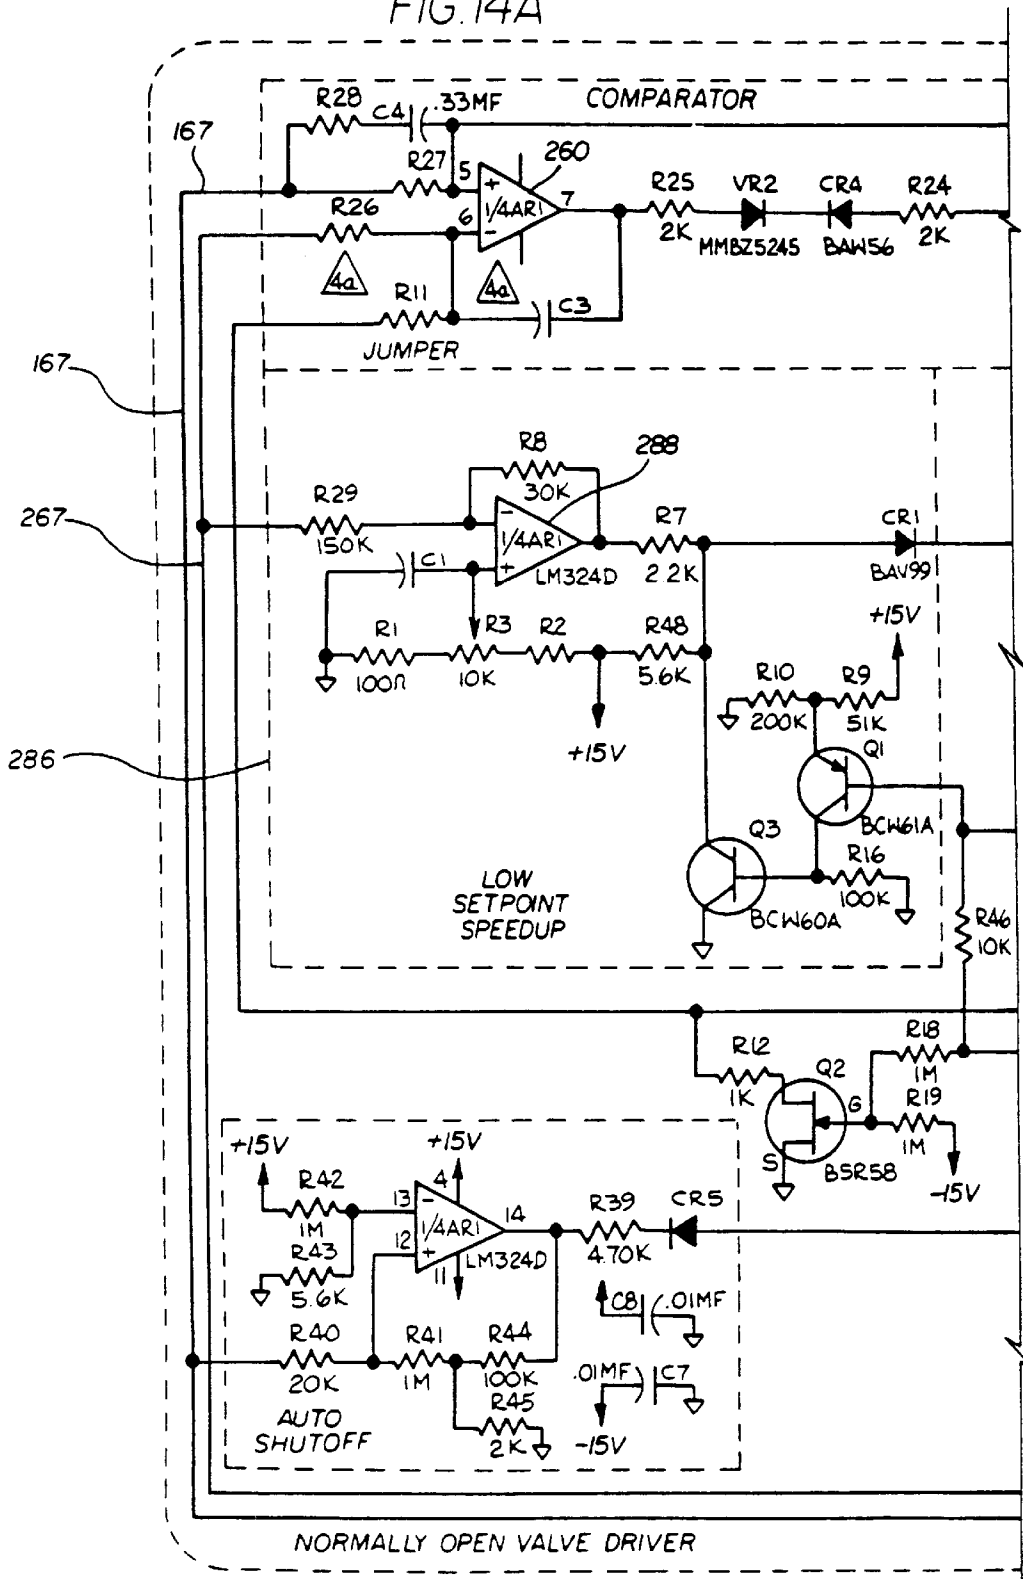 FIG. 14A
COMPARATOR
R28
C4
.33MF
167
R27
5
+
260
1/4AR1
7
6
-
R26
4a
4a
R25
2K
VR2
MMBZ5245
CR4
BAW56
R24
2K
R11
C3
JUMPER
167
R8
30K
288
R29
150K
267
-
1/4AR1
+
LM324D
C1
R7
2.2K
CR1
BAV99
+15V
R1
100Ω
R3
10K
R2
R48
5.6K
+15V
R10
200K
R9
51K
Q1
BCW61A
286
Q3
BCW60A
R16
100K
LOW
SETPOINT
SPEEDUP
R46
10K
R12
1K
Q2
G
S
BSR58
R18
1M
R19
1M
-15V
+15V
+15V
R42
1M
R43
5.6K
13
4
-
1/4AR1
14
12
+
11
LM324D
R39
4.70K
CR5
C8
.01MF
R40
20K
R41
1M
R44
100K
R45
2K
.01MF
C7
-15V
AUTO
SHUTOFF
NORMALLY OPEN VALVE DRIVER